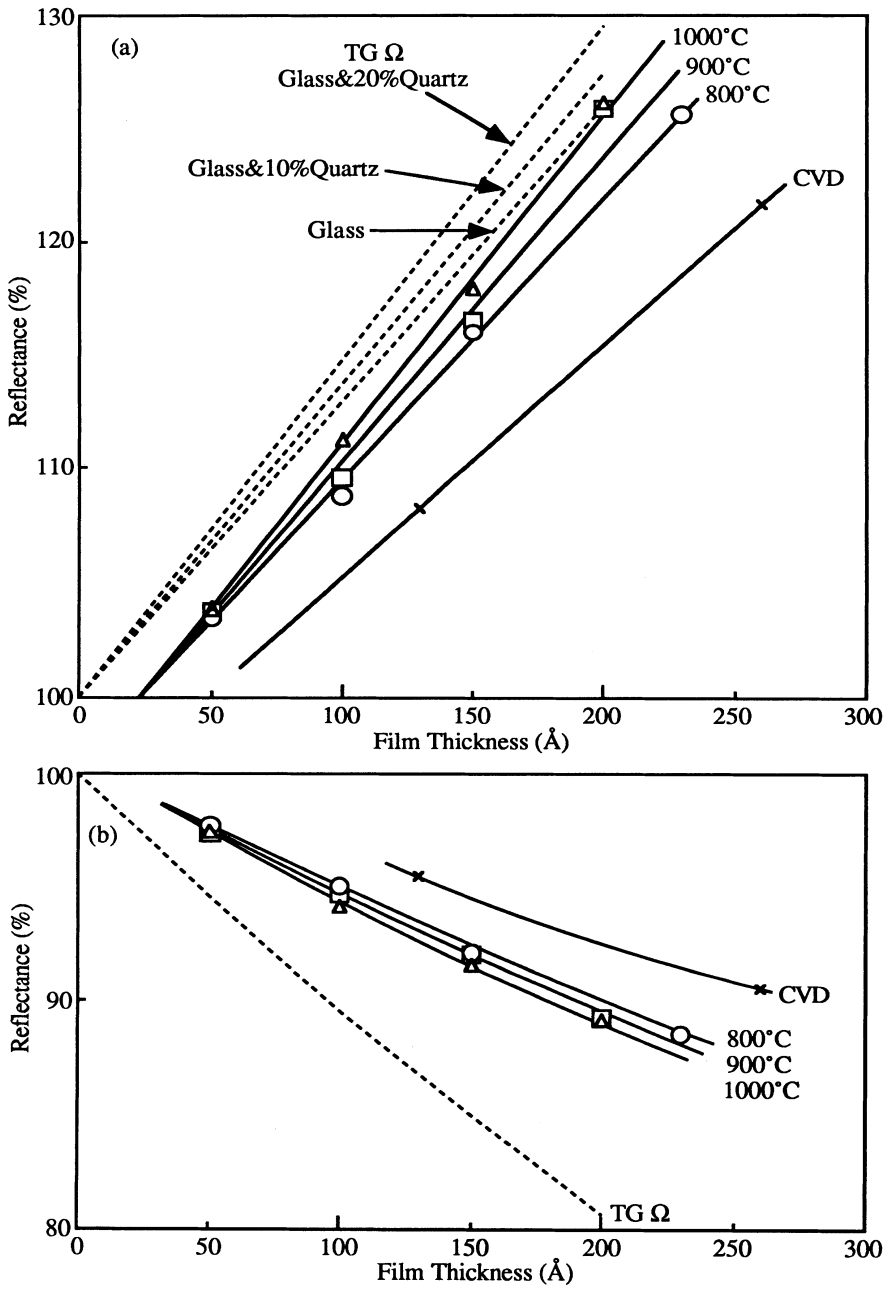 130
(a)
TG Ω
Glass&20%Quartz
1000°C
900°C
800°C
Glass&10%Quartz
CVD
Glass
120
Reflectance (%)
110
100
0 50 100 150 200 250 300
Film Thickness (Å)
100
(b)
Reflectance (%)
90
CVD
800°C
900°C
1000°C
TG Ω
80
0 50 100 150 200 250 300
Film Thickness (Å)